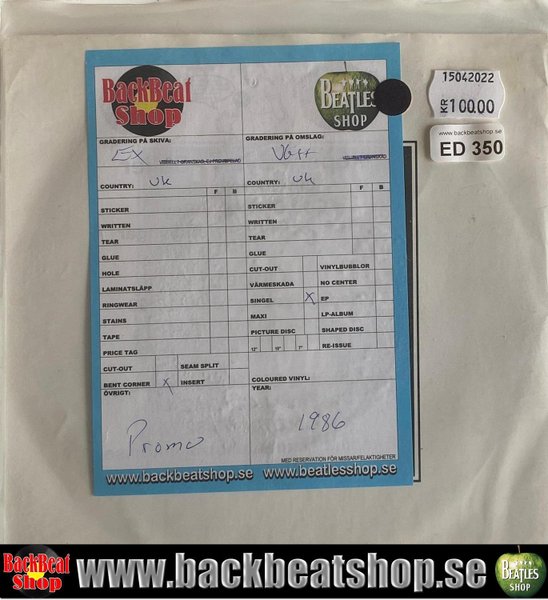 BackBeat
Shop
BEATLES
SHOP
15042022
KR100.00
www.backbeatshop.se
ED 350
GRADERING PÅ SKIVA:
EX
GRADERING PÅ OMSLAG:
VG++
COUNTRY: UK
COUNTRY: UK
F B
F B
STICKER
WRITTEN
TEAR
GLUE
HOLE
LAMINATSLÄPP
RINGWEAR
STAINS
TAPE
PRICE TAG
CUT-OUT
SEAM SPLIT
BENT CORNER X
INSERT
ÖVRIGT:
Promo
STICKER
WRITTEN
TEAR
GLUE
CUT-OUT
VINYLBUBBLOR
VÄRMESKADA
NO CENTER
SINGEL X
EP
MAXI
LP-ALBUM
PICTURE DISC
SHAPED DISC
12" 10" 7"
RE-ISSUE
COLOURED VINYL:
YEAR:
1986
MED RESERVATION FÖR MISSAR/FELAKTIGHETER
www.backbeatshop.se www.beatlesshop.se
BackBeat
Shop
www.backbeatshop.se
BEATLES
SHOP